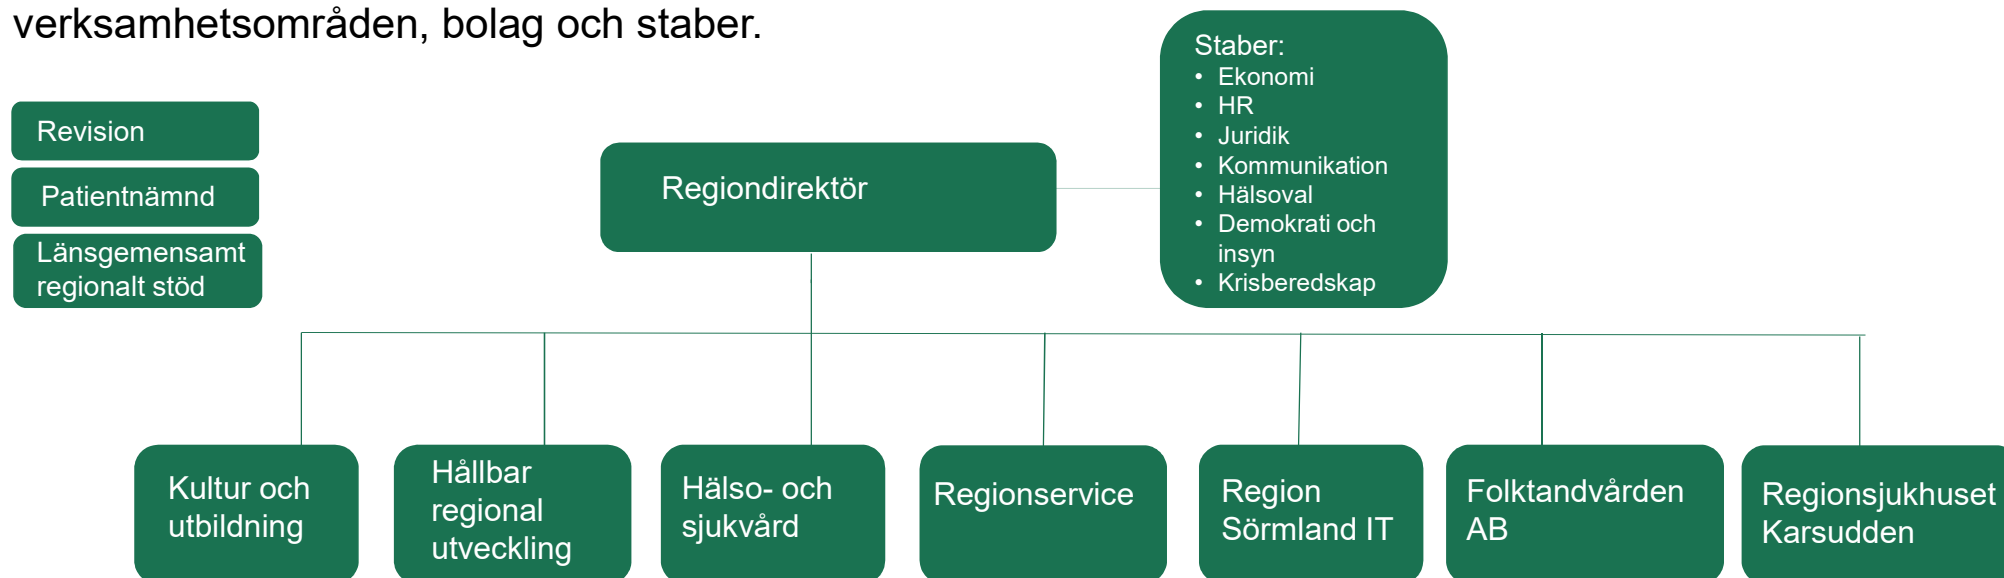 verksamhetsområden, bolag och staber.
Revision
Patientnämnd
Länsgemensamt
regionalt stöd
Regiondirektör
Staber:
• Ekonomi
• HR
• Juridik
• Kommunikation
• Hälsoval
• Demokrati och
insyn
• Krisberedskap
Kultur och
utbildning
Hållbar
regional
utveckling
Hälso- och
sjukvård
Regionservice
Region
Sörmland IT
Folktandvården
AB
Regionsjukhuset
Karsudden